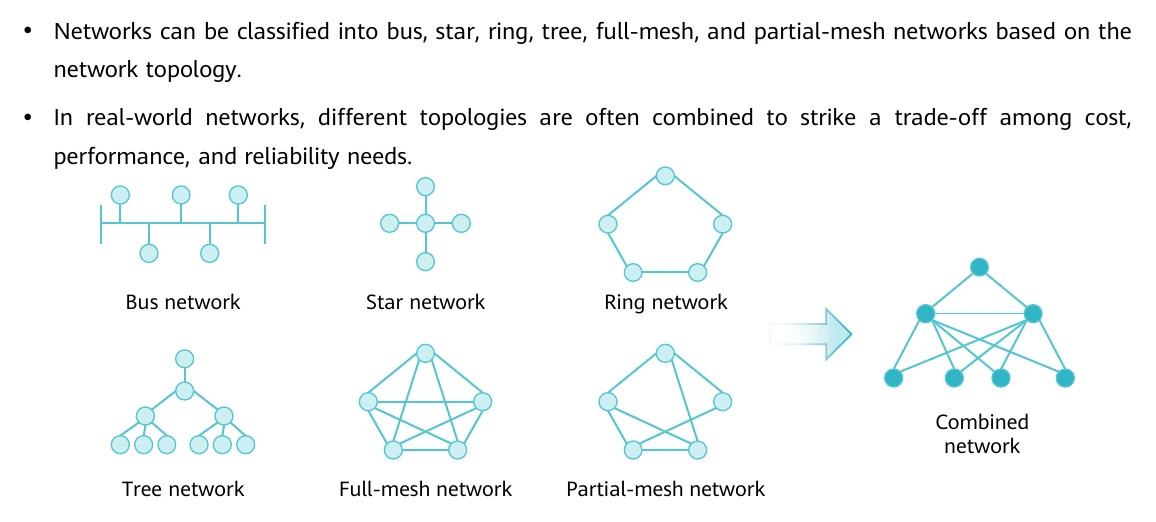 • Networks can be classified into bus, star, ring, tree, full-mesh, and partial-mesh networks based on the
network topology.
• In real-world networks, different topologies are often combined to strike a trade-off among cost,
performance, and reliability needs.
Bus network
Star network
Ring network
Tree network
Full-mesh network
Partial-mesh network
Combined
network